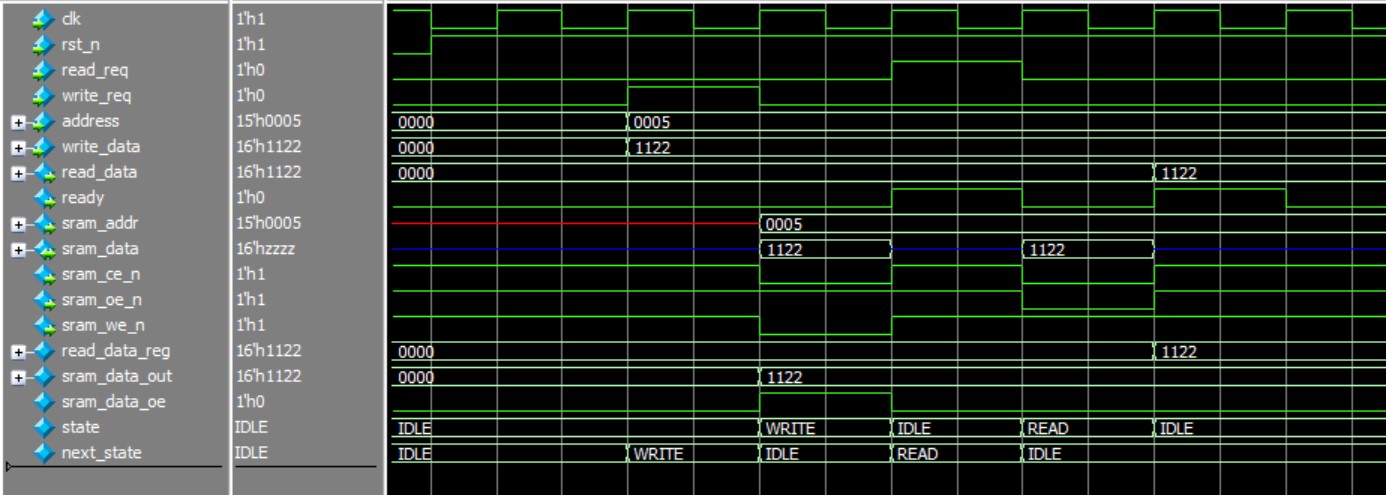 clk 1'h1
rst_n 1'h1
read_req 1'h0
write_req 1'h0
address 15'h0005 0000 0005
write_data 16'h1122 0000 1122
read_data 16'h1122 0000 1122
ready 1'h0
sram_addr 15'h0005 0005
sram_data 16'hzzzz 1122 1122
sram_ce_n 1'h1
sram_oe_n 1'h1
sram_we_n 1'h1
read_data_reg 16'h1122 0000 1122
sram_data_out 16'h1122 0000 1122
sram_data_oe 1'h0
state IDLE IDLE WRITE IDLE READ IDLE
next_state IDLE IDLE WRITE IDLE READ IDLE